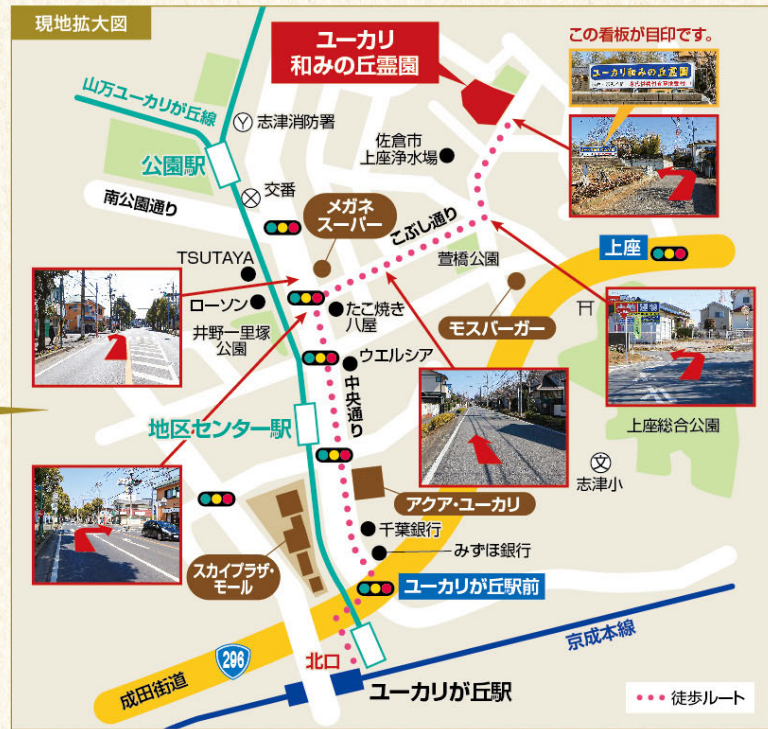 現地拡大図
ユーカリ
和みの丘霊園
この看板が目印です。
ユーカリ和みの丘霊園
山万ユーカリが丘線
志津消防署
佐倉市
上座浄水場
公園駅
交番
南公園通り
メガネ
スーパー
こぶし通り
上座
TSUTAYA
萱橋公園
ローソン
たこ焼き
八屋
モスバーガー
井野一里塚
公園
ウエルシア
中央通り
地区センター駅
上座総合公園
文
志津小
アクア・ユーカリ
千葉銀行
みずほ銀行
スカイプラザ・
モール
ユーカリが丘駅前
296
北口
京成本線
成田街道
ユーカリが丘駅
徒歩ルート